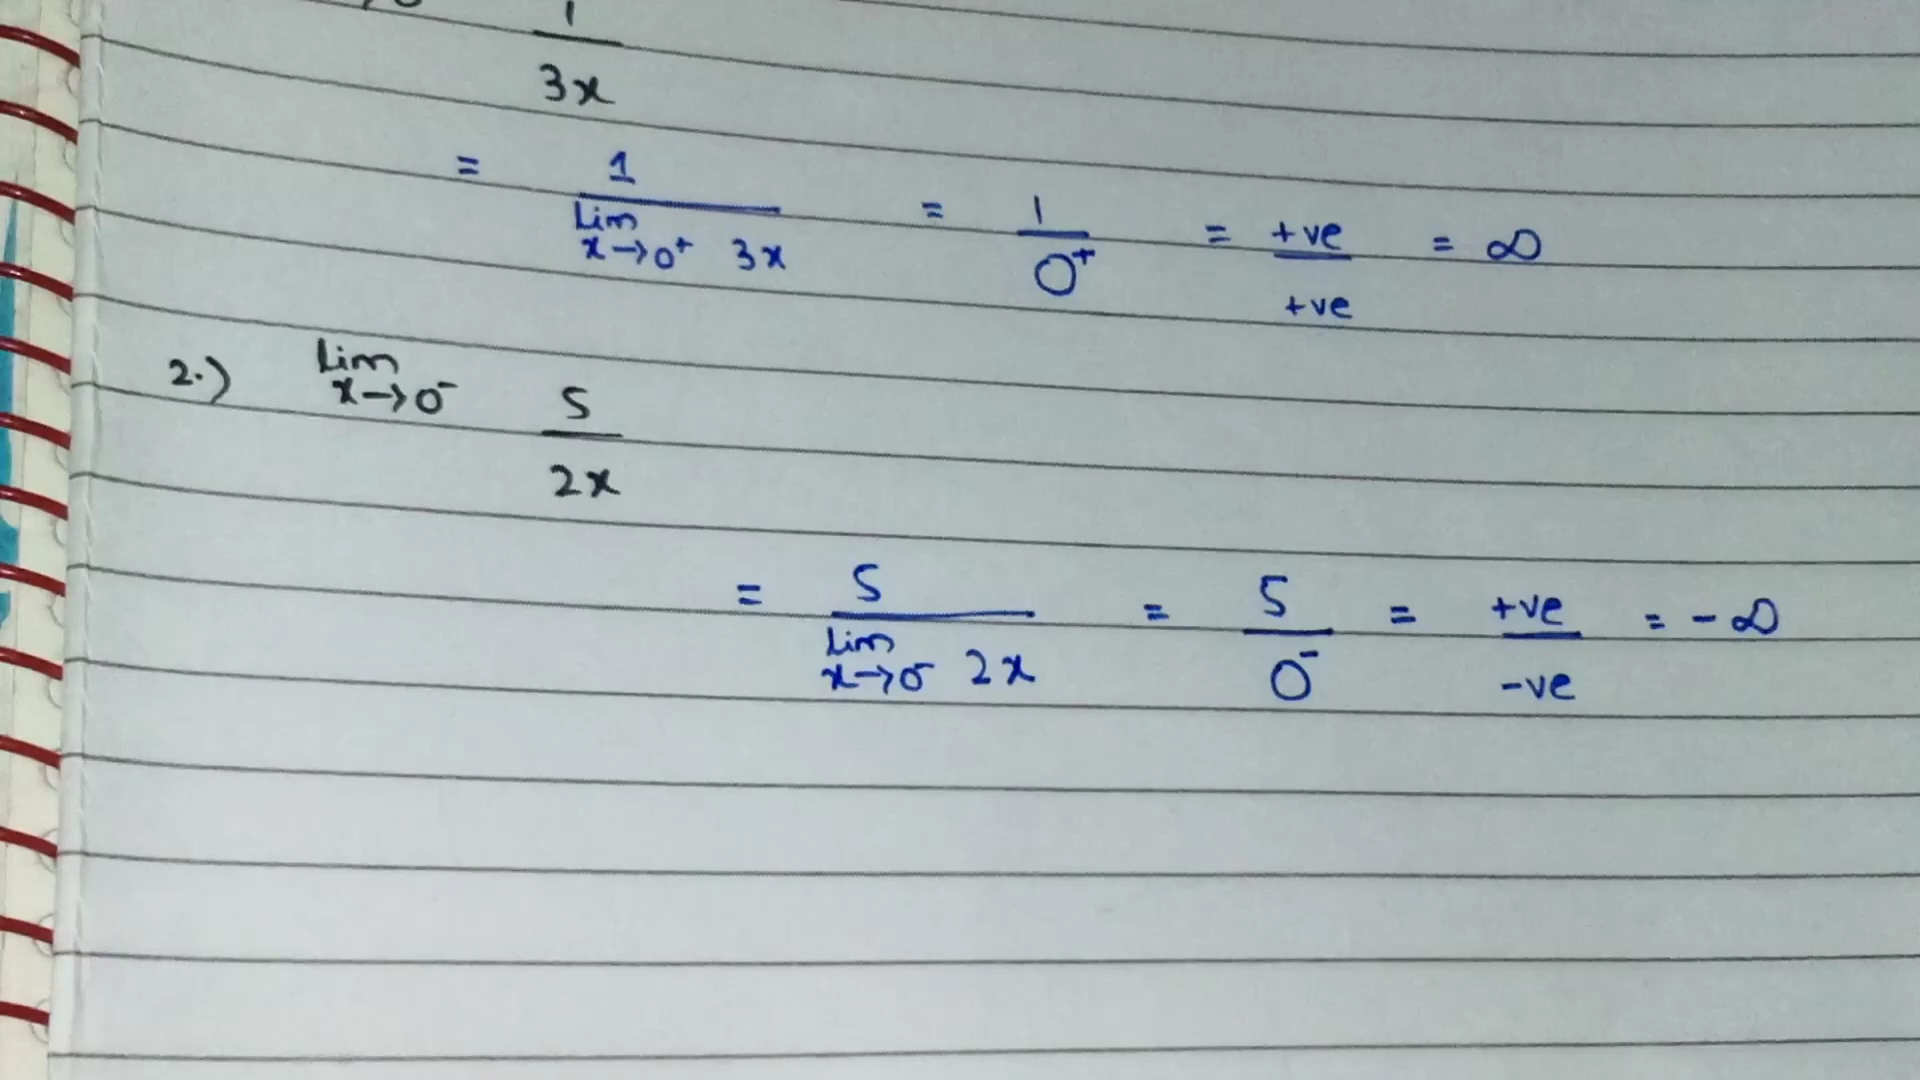 1
3x
= 1 / Lim x→0⁺ 3x = 1 / 0⁺ = +ve / +ve = ∞
2.) Lim x→0⁻ 5 / 2x
= 5 / Lim x→0⁻ 2x = 5 / 0⁻ = +ve / -ve = -∞